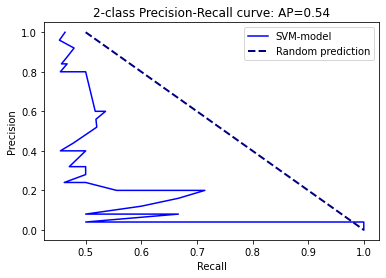 2-class Precision-Recall curve: AP=0.54
SVM-model
Random prediction
Precision
1.0
0.8
0.6
0.4
0.2
0.0
0.5 0.6 0.7 0.8 0.9 1.0
Recall